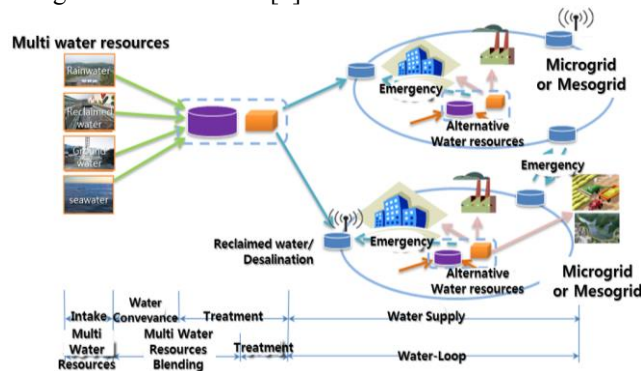 Multi water resources
Rainwater
Reclaimed
water
Ground
water
seawater
Emergency
Alternative
Water resources
Microgrid
or Mesogrid
Emergency
Reclaimed water/
Desalination
Emergency
Alternative
Water resources
Microgrid
or Mesogrid
Intake
Water
Conveyance
Treatment
Water Supply
Multi
Water
Resources
Multi Water
Resources
Blending
Treatment
Water-Loop